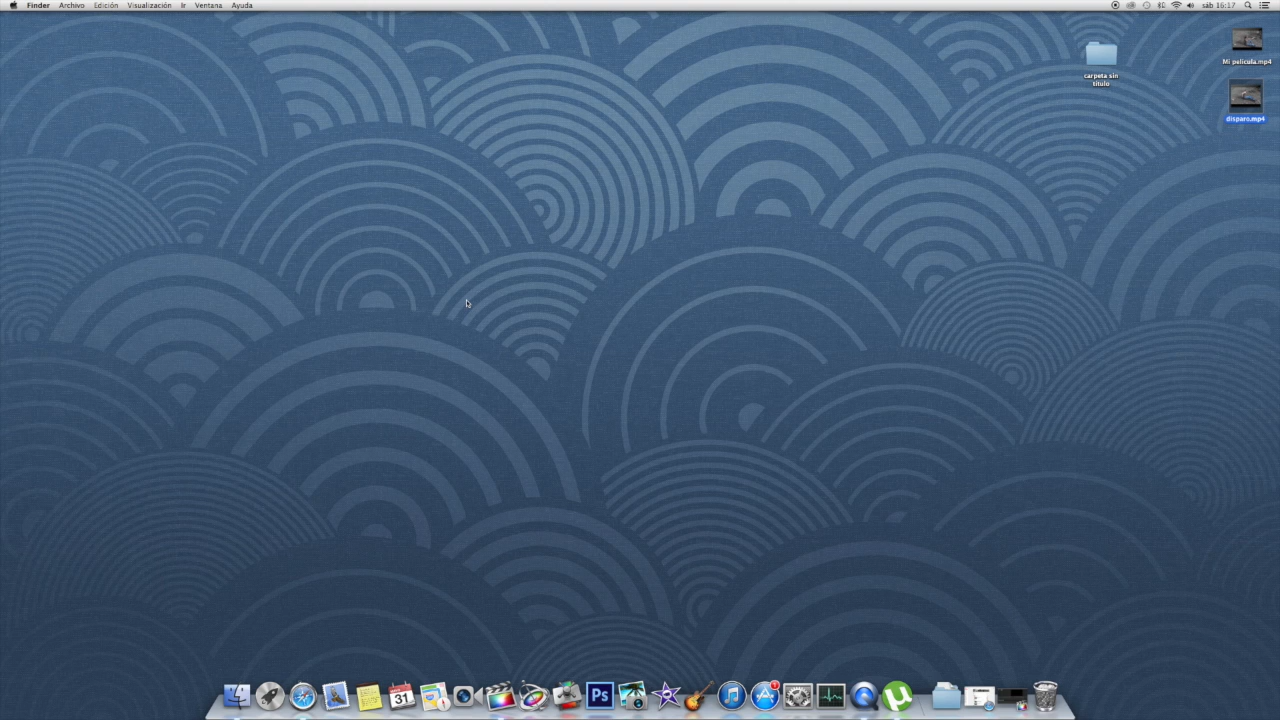 Finder Archivo Edición Visualización Ir Ventana Ayuda
sáb 16:17
Mi película.mp4
carpeta sin
título
disparo.mp4
31
Ps
1